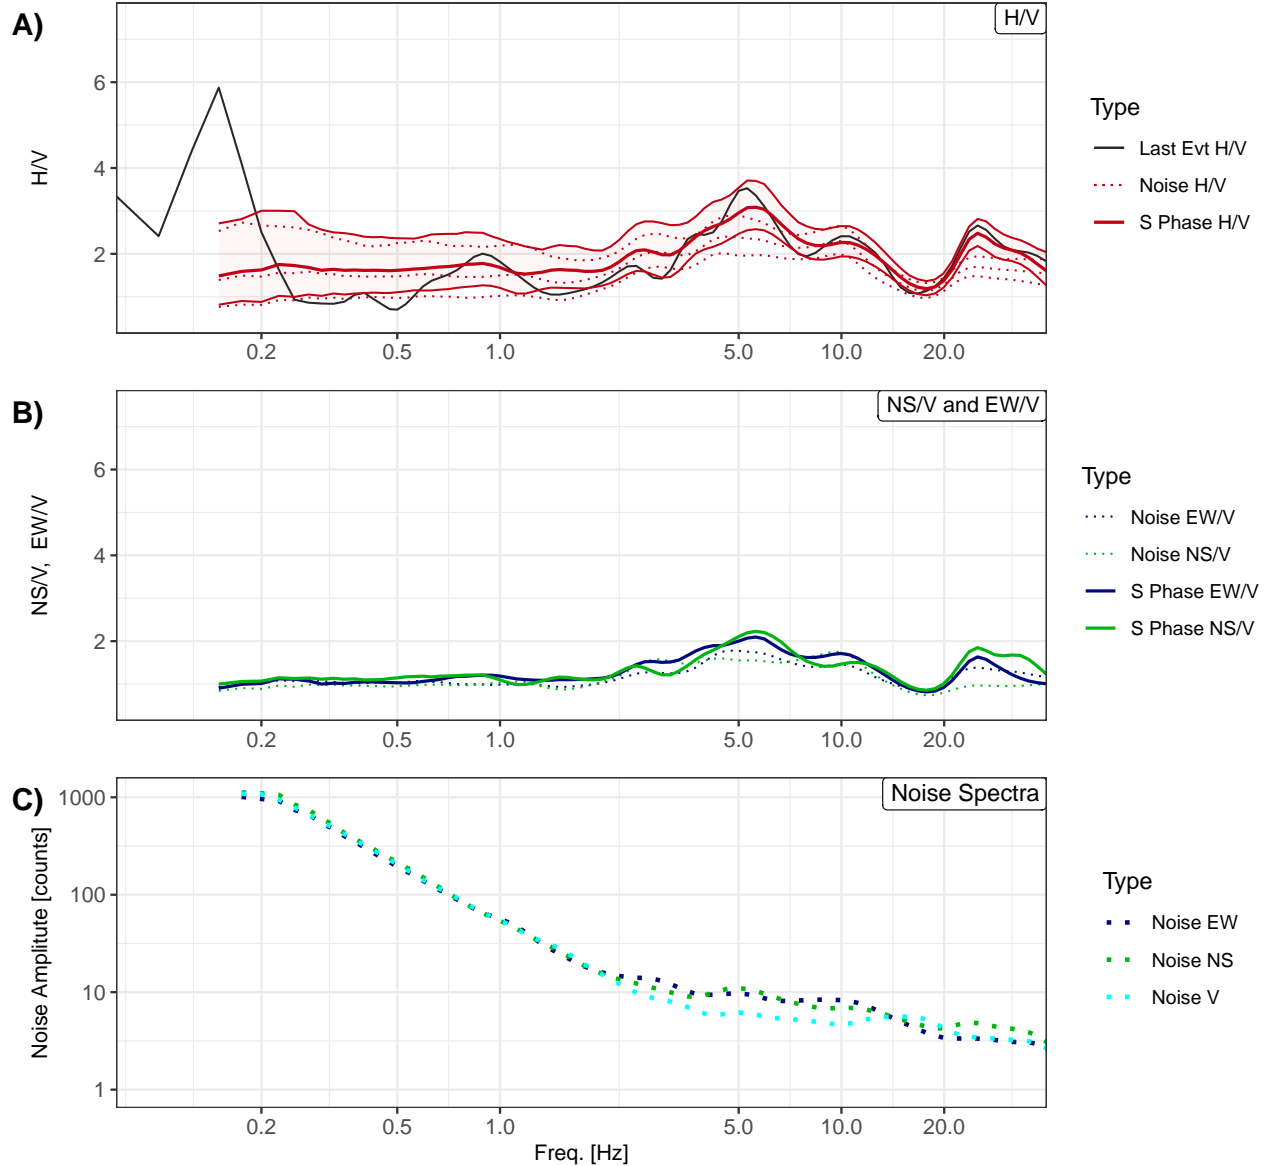 A)
H/V
6
4
2
H/V
0.2 0.5 1.0 5.0 10.0 20.0
Type
Last Evt H/V
Noise H/V
S Phase H/V
B)
NS/V and EW/V
6
4
2
NS/V, EW/V
0.2 0.5 1.0 5.0 10.0 20.0
Type
Noise EW/V
Noise NS/V
S Phase EW/V
S Phase NS/V
C)
Noise Spectra
1000
100
10
1
Noise Amplitute [counts]
0.2 0.5 1.0 5.0 10.0 20.0
Freq. [Hz]
Type
Noise EW
Noise NS
Noise V